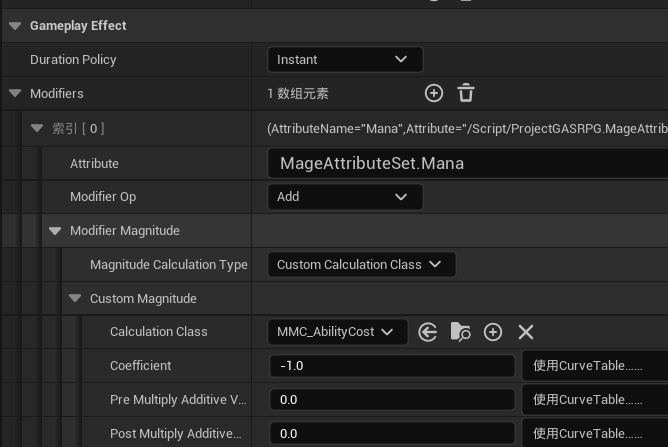 Gameplay Effect
Duration Policy Instant
Modifiers 1 数组元素
索引 [ 0 ] (AttributeName="Mana",Attribute="/Script/ProjectGASRPG.MageAttrib
Attribute MageAttributeSet.Mana
Modifier Op Add
Modifier Magnitude
Magnitude Calculation Type Custom Calculation Class
Custom Magnitude
Calculation Class MMC_AbilityCost
Coefficient -1.0 使用CurveTable......
Pre Multiply Additive V... 0.0 使用CurveTable......
Post Multiply Additive... 0.0 使用CurveTable......